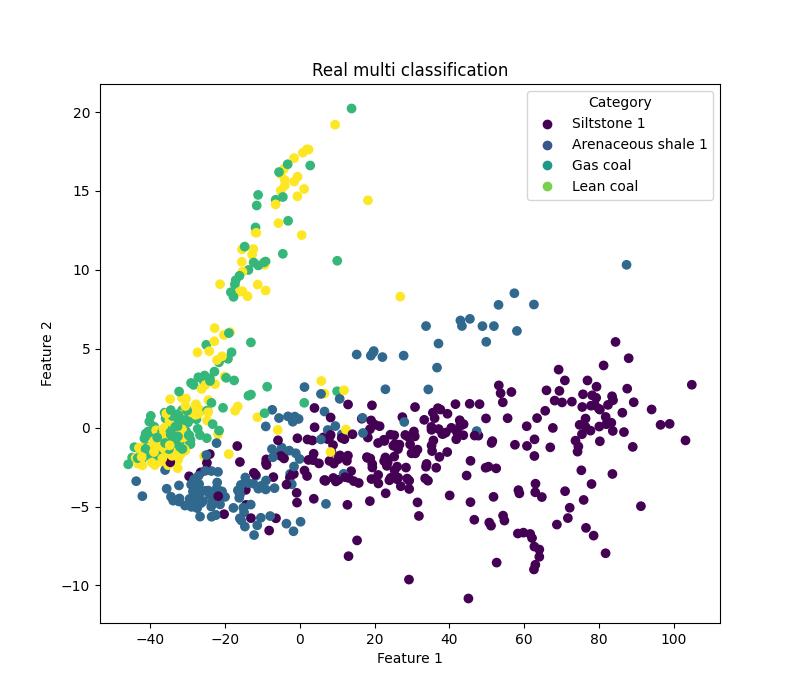 Real multi classification
Category
Siltstone 1
Arenaceous shale 1
Gas coal
Lean coal
20
15
10
5
0
−5
−10
Feature 2
−40
−20
0
20
40
60
80
100
Feature 1